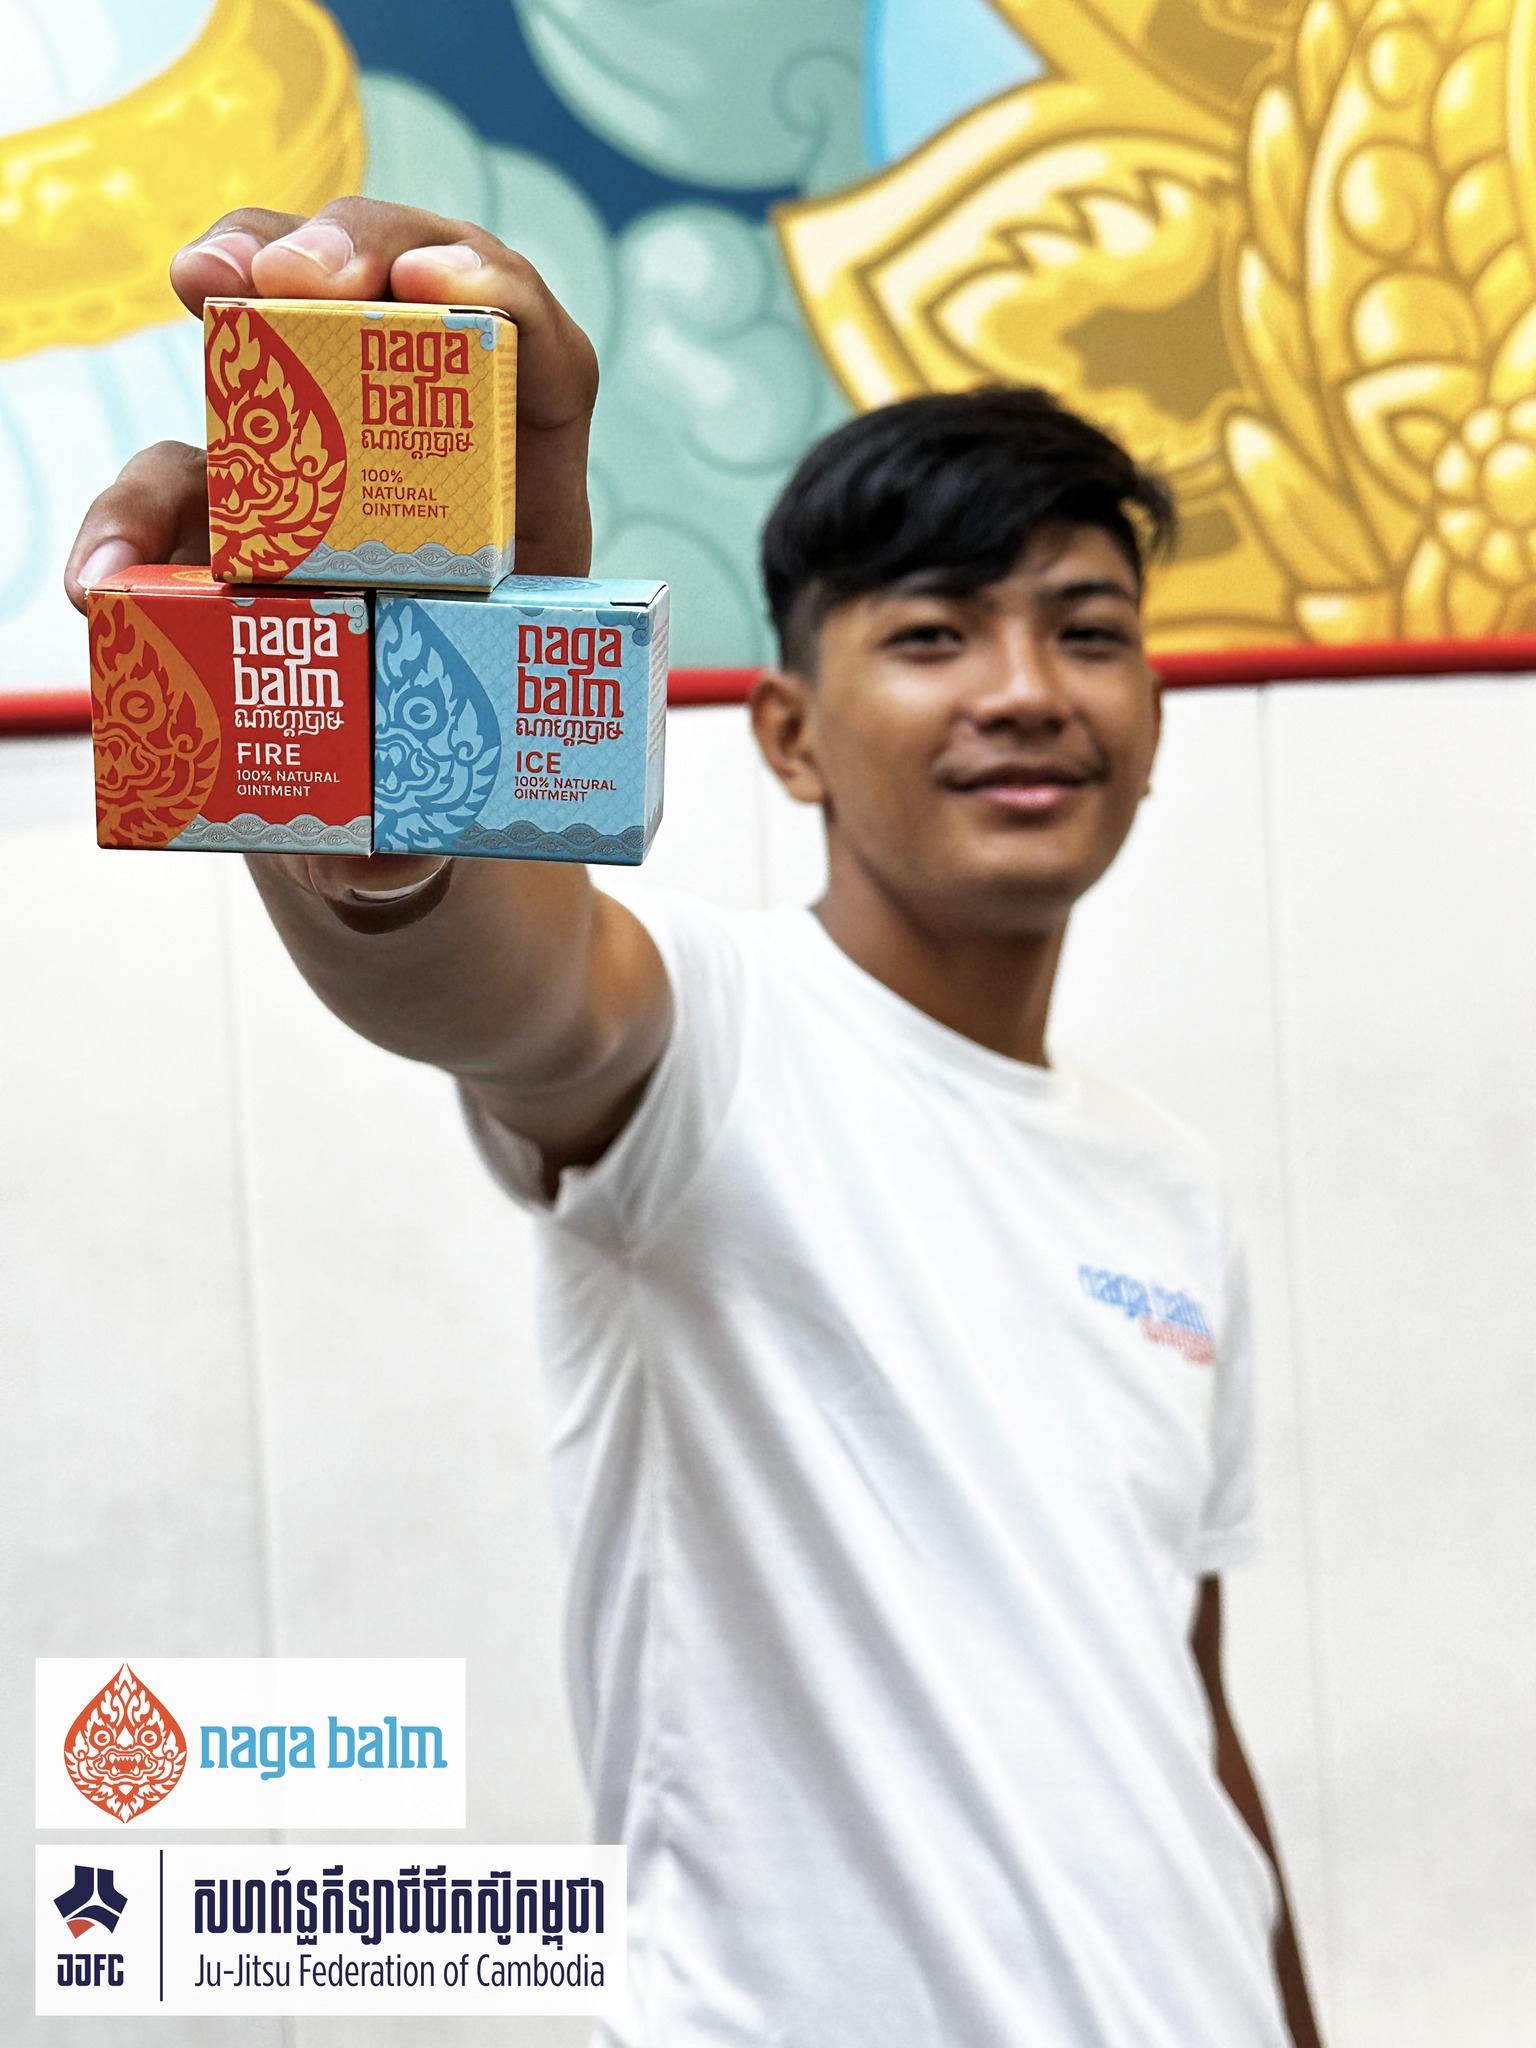 naga
balm
ណាហ្គាបាម
100%
NATURAL
OINTMENT
naga
balm
ណាហ្គាបាម
FIRE
100% NATURAL
OINTMENT
naga
balm
ណាហ្គាបាម
ICE
100% NATURAL
OINTMENT
naga balm
naga balm
JJFC
សហព័ន្ធកីឡាជឺជីតស៊ូកម្ពុជា
Ju-Jitsu Federation of Cambodia